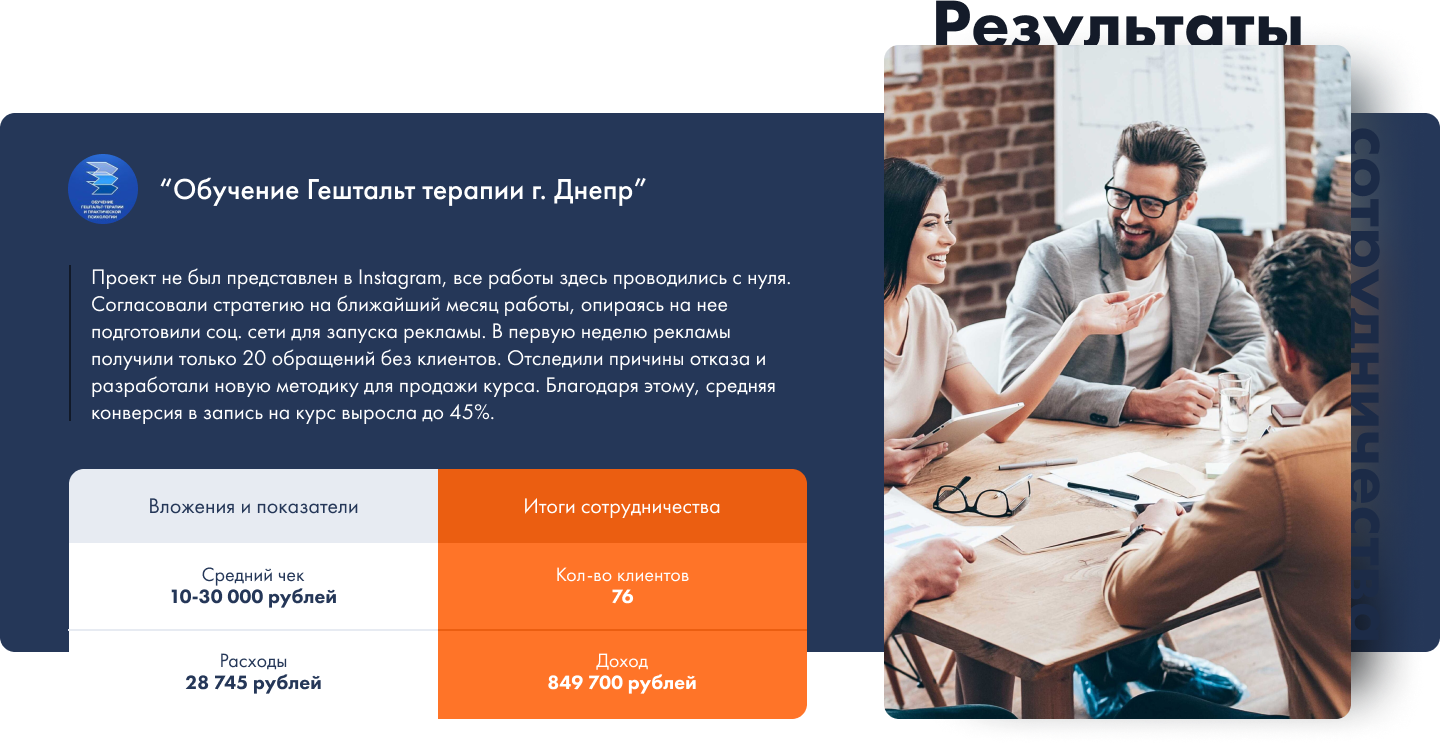 Результаты
сотрудничества
ОБУЧЕНИЕ
ГЕШТАЛЬТ-ТЕРАПИИ
И ПРАКТИЧЕСКОЙ
ПСИХОЛОГИИ
“Обучение Гештальт терапии г. Днепр”
Проект не был представлен в Instagram, все работы здесь проводились с нуля.
Согласовали стратегию на ближайший месяц работы, опираясь на нее
подготовили соц. сети для запуска рекламы. В первую неделю рекламы
получили только 20 обращений без клиентов. Отследили причины отказа и
разработали новую методику для продажи курса. Благодаря этому, средняя
конверсия в запись на курс выросла до 45%.
Вложения и показатели
Итоги сотрудничества
Средний чек
10-30 000 рублей
Кол-во клиентов
76
Расходы
28 745 рублей
Доход
849 700 рублей